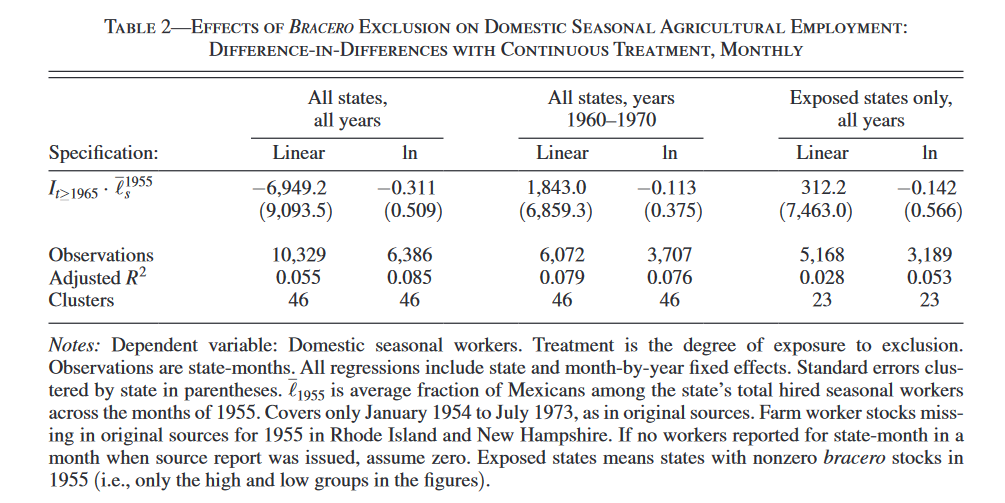 TABLE 2—EFFECTS OF BRACERO EXCLUSION ON DOMESTIC SEASONAL AGRICULTURAL EMPLOYMENT:
DIFFERENCE-IN-DIFFERENCES WITH CONTINUOUS TREATMENT, MONTHLY
All states, all years
All states, years 1960–1970
Exposed states only, all years
Specification: Linear ln Linear ln Linear ln
I_{t≥1965} · ℓ̄_s^{1955} −6,949.2 −0.311 1,843.0 −0.113 312.2 −0.142
(9,093.5) (0.509) (6,859.3) (0.375) (7,463.0) (0.566)
Observations 10,329 6,386 6,072 3,707 5,168 3,189
Adjusted R² 0.055 0.085 0.079 0.076 0.028 0.053
Clusters 46 46 46 46 23 23
Notes: Dependent variable: Domestic seasonal workers. Treatment is the degree of exposure to exclusion.
Observations are state-months. All regressions include state and month-by-year fixed effects. Standard errors clus-
tered by state in parentheses. ℓ̄_{1955} is average fraction of Mexicans among the state's total hired seasonal workers
across the months of 1955. Covers only January 1954 to July 1973, as in original sources. Farm worker stocks miss-
ing in original sources for 1955 in Rhode Island and New Hampshire. If no workers reported for state-month in a
month when source report was issued, assume zero. Exposed states means states with nonzero bracero stocks in
1955 (i.e., only the high and low groups in the figures).